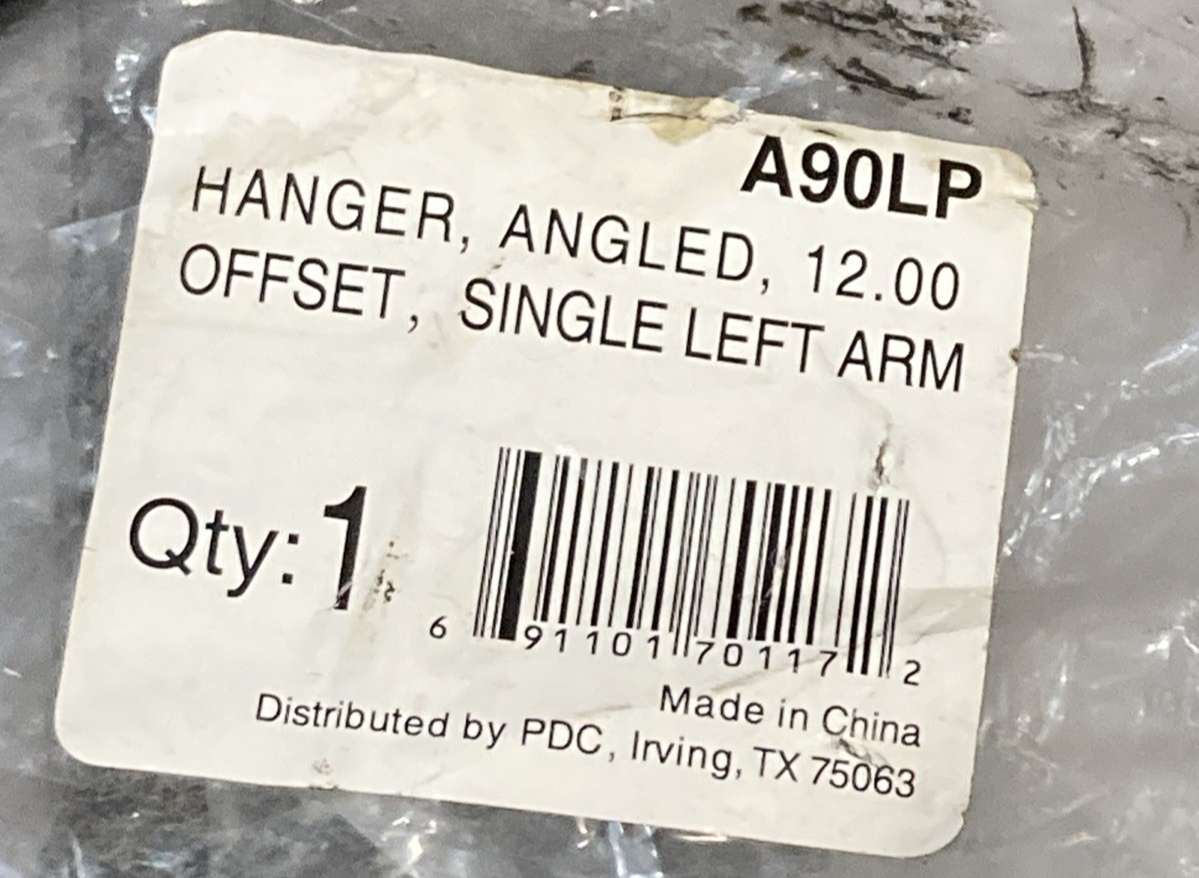 A90LP
HANGER, ANGLED, 12.00
OFFSET, SINGLE LEFT ARM
Qty: 1
6 91101 70117 2
Made in China
Distributed by PDC, Irving, TX 75063